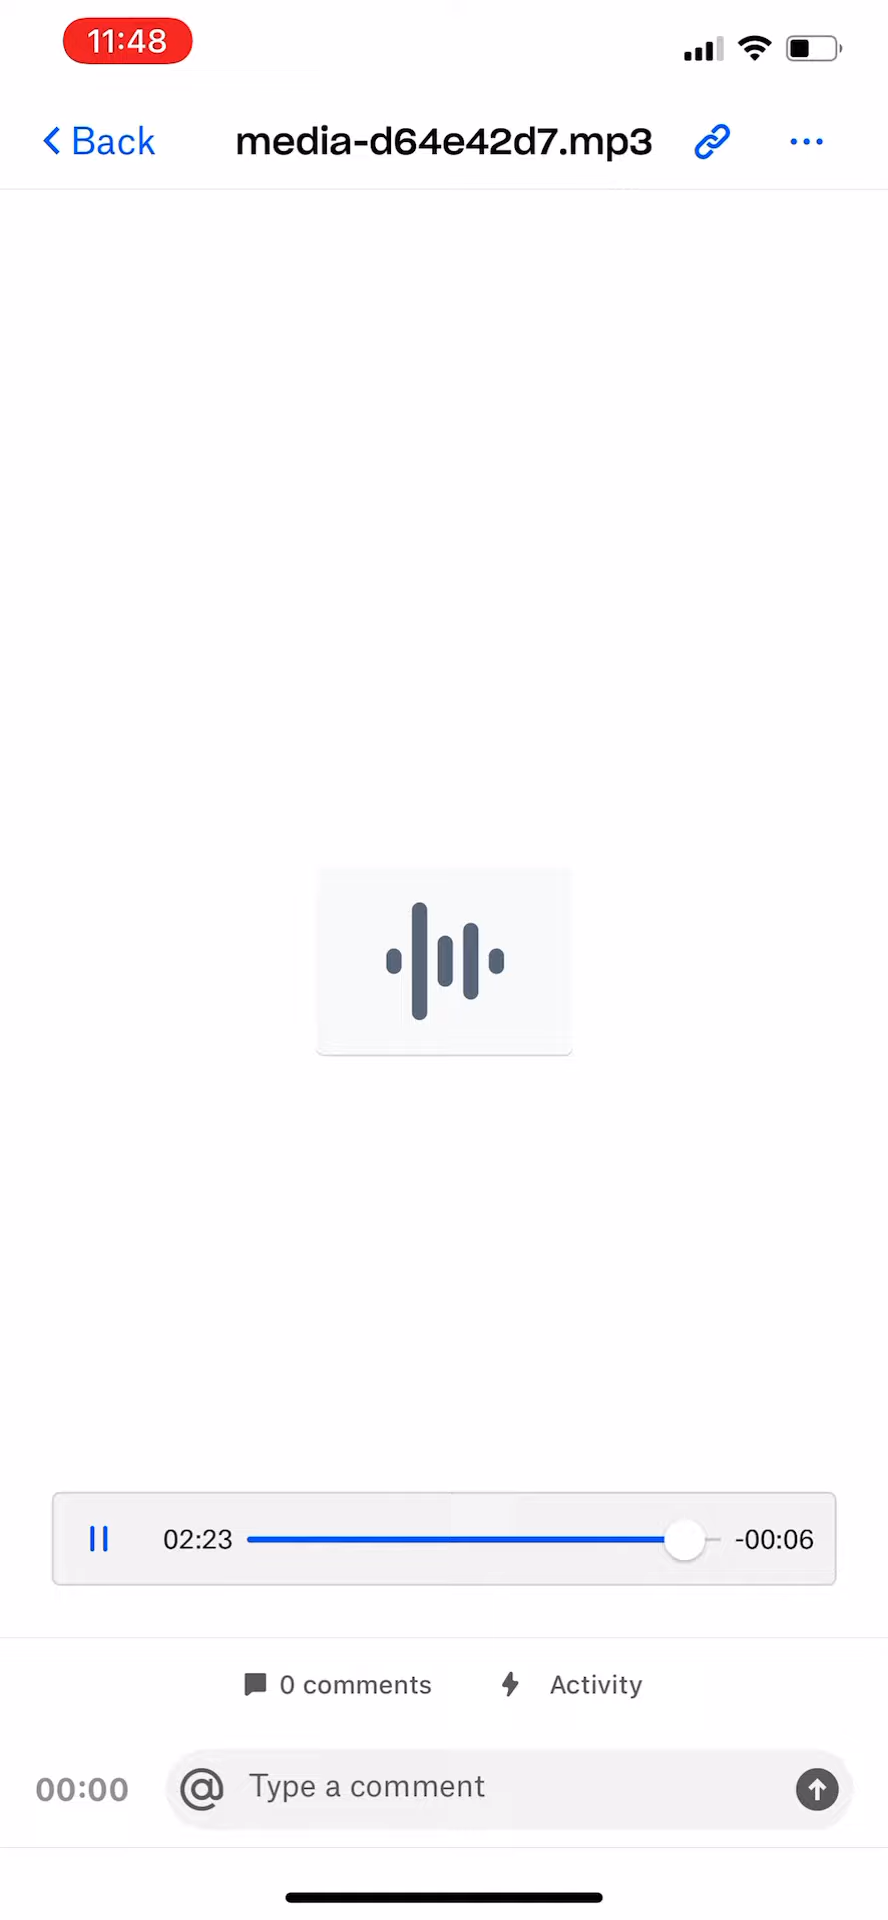 11:48
Back media-d64e42d7.mp3
02:23 -00:06
0 comments Activity
00:00 @ Type a comment